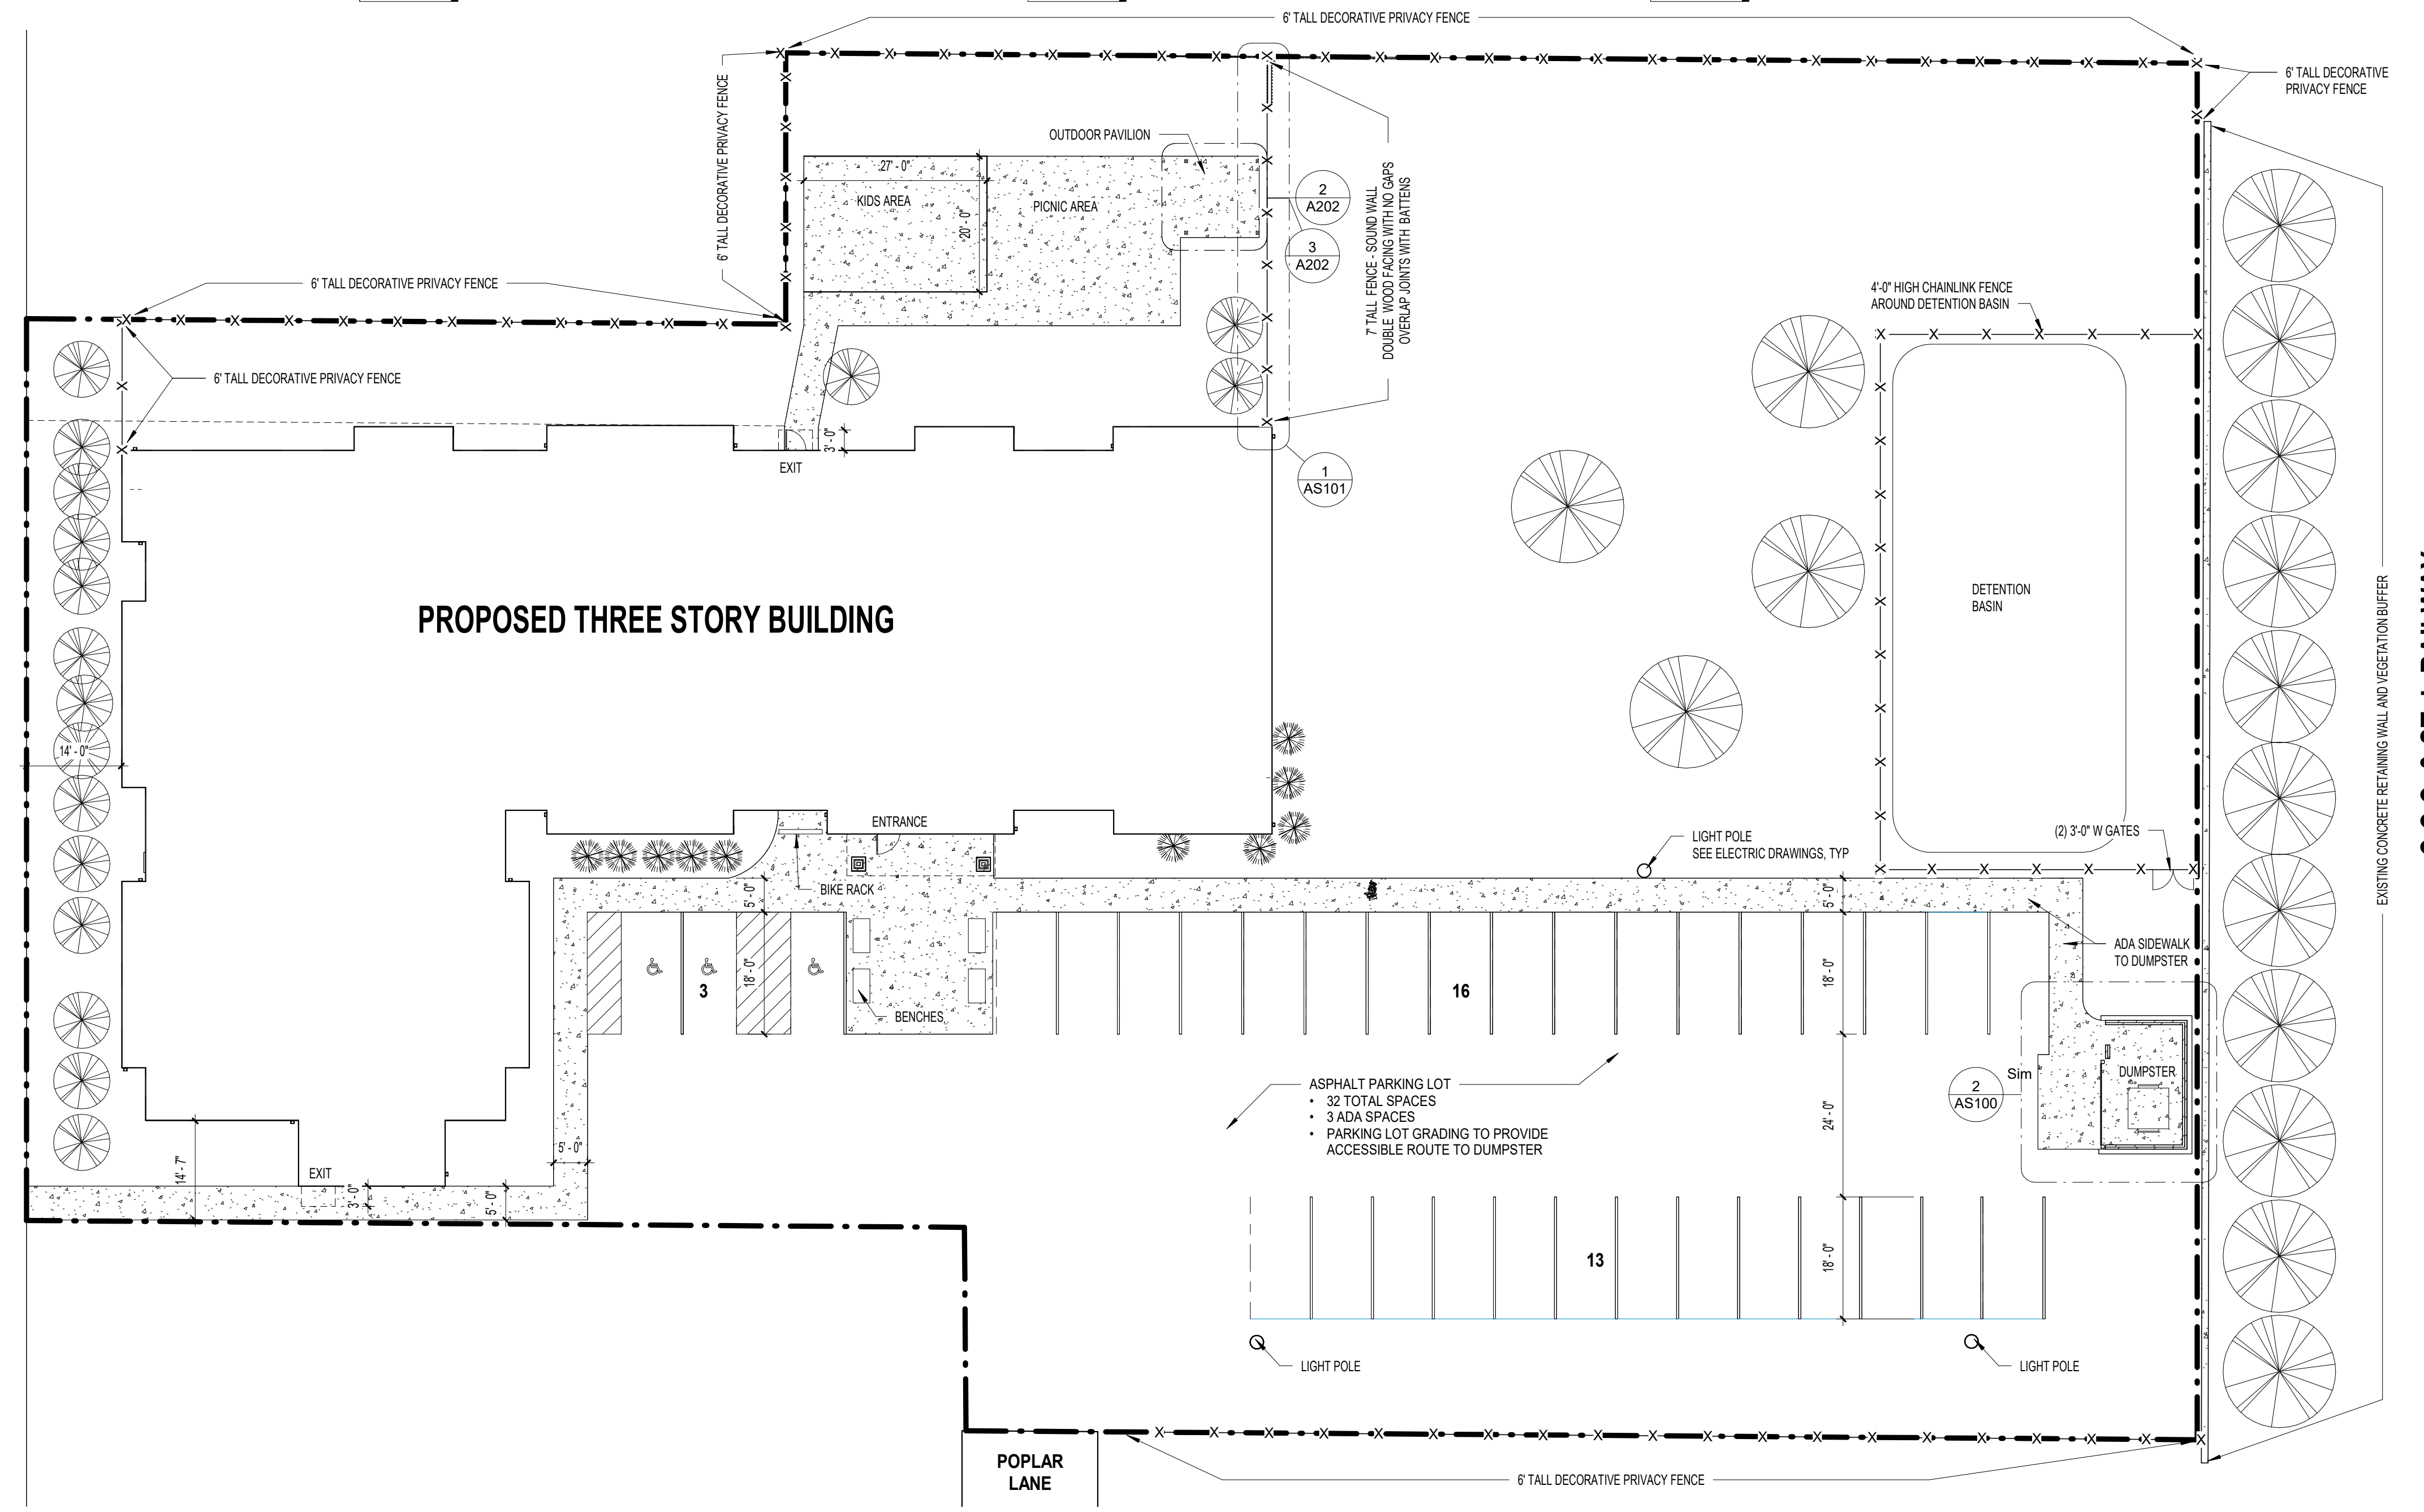 6' TALL DECORATIVE PRIVACY FENCE
6' TALL DECORATIVE
PRIVACY FENCE
6' TALL DECORATIVE PRIVACY FENCE
OUTDOOR PAVILION
27' - 0"
KIDS AREA
20' - 0"
PICNIC AREA
2
A202
3
A202
7' TALL FENCE - SOUND WALL
DOUBLE WOOD FACING WITH NO GAPS
OVERLAP JOINTS WITH BATTENS
6' TALL DECORATIVE PRIVACY FENCE
4'-0" HIGH CHAINLINK FENCE
AROUND DETENTION BASIN
6' TALL DECORATIVE PRIVACY FENCE
3' - 0"
EXIT
1
AS101
DETENTION
BASIN
PROPOSED THREE STORY BUILDING
EXISTING CONCRETE RETAINING WALL AND VEGETATION BUFFER
14' - 0"
ENTRANCE
LIGHT POLE
SEE ELECTRIC DRAWINGS, TYP
(2) 3'-0" W GATES
BIKE RACK
5' - 0"
5' - 0"
ADA SIDEWALK
TO DUMPSTER
18' - 0"
3
BENCHES
16
18' - 0"
Sim
2
AS100
DUMPSTER
ASPHALT PARKING LOT
• 32 TOTAL SPACES
• 3 ADA SPACES
• PARKING LOT GRADING TO PROVIDE
ACCESSIBLE ROUTE TO DUMPSTER
24' - 0"
5' - 0"
14' - 7"
EXIT
3' - 0"
5' - 0"
13
18' - 0"
LIGHT POLE
LIGHT POLE
POPLAR
LANE
6' TALL DECORATIVE PRIVACY FENCE